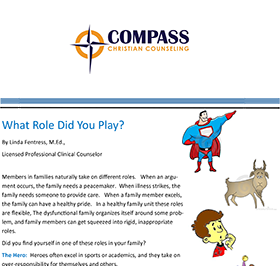 COMPASS
CHRISTIAN COUNSELING
What Role Did You Play?
By Linda Fentress, M.Ed.,
Licensed Professional Clinical Counselor
Members in families naturally take on different roles. When an argu-
ment occurs, the family needs a peacemaker. When illness strikes, the
family needs someone to provide care. When a family member excels,
the family can have a healthy pride. In a healthy family unit these roles
are flexible, The dysfunctional family organizes itself around some prob-
lem, and family members can get squeezed into rigid, inappropriate
roles.
Did you find yourself in one of these roles in your family?
The Hero: Heroes often excel in sports or academics, and they take on
over-responsibility for themselves and others.